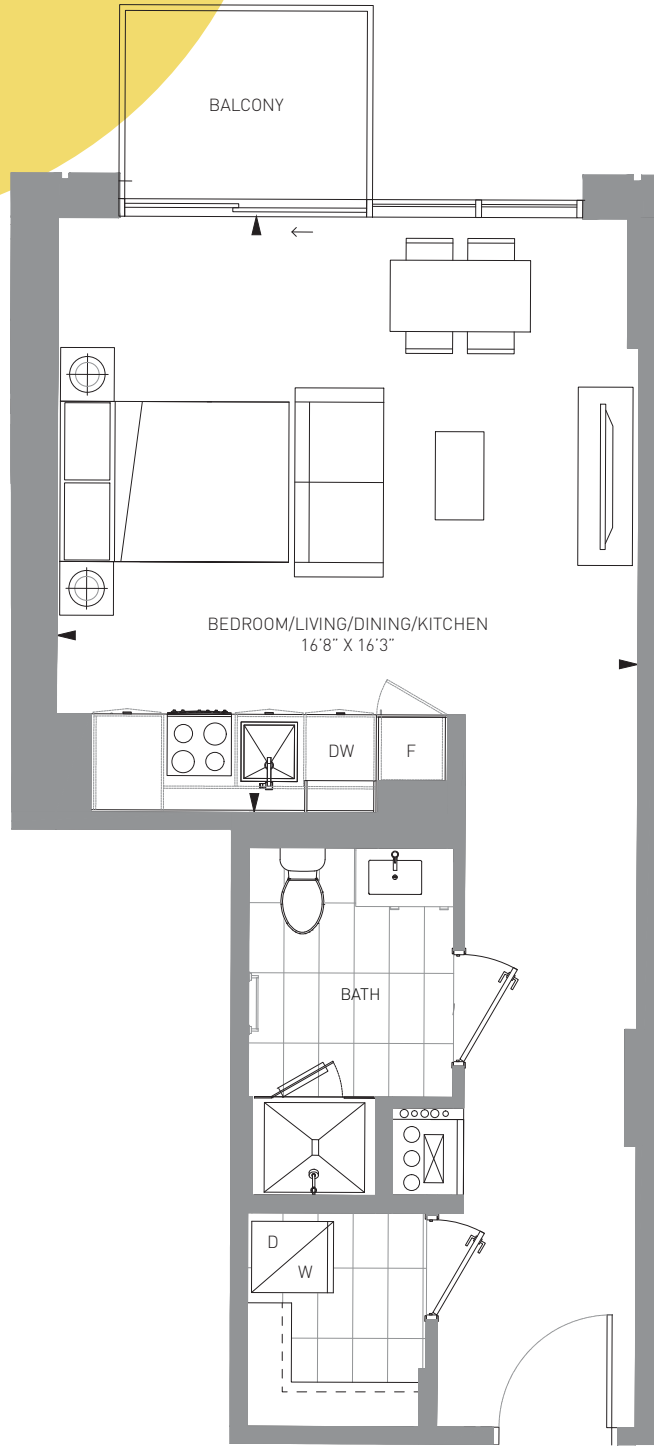 BALCONY
BEDROOM/LIVING/DINING/KITCHEN
16'8" X 16'3"
DW
F
BATH
D
W